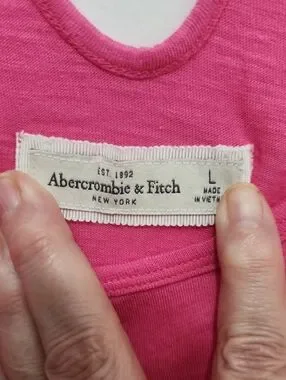 EST 1892
Abercrombie & Fitch
NEW YORK
L
MADE